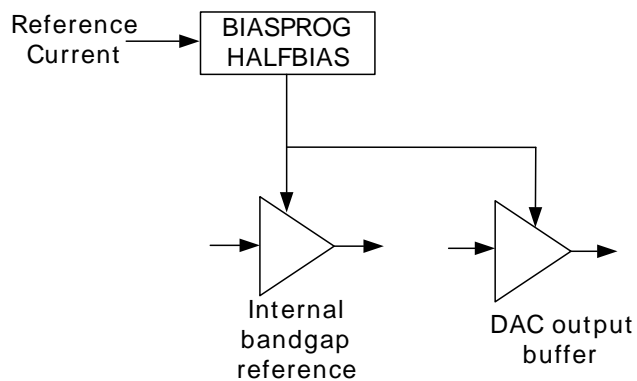 Reference
Current
BIASPROG
HALFBIAS
Internal
bandgap
reference
DAC output
buffer